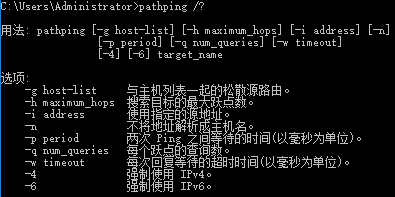 C:\Users\Administrator>pathping /?
用法: pathping [-g host-list] [-h maximum_hops] [-i address] [-n]
[-p period] [-q num_queries] [-w timeout]
[-4] [-6] target_name
选项:
-g host-list 与主机列表一起的松散源路由。
-h maximum_hops 搜索目标的最大跃点数。
-i address 使用指定的源地址。
-n 不将地址解析成主机名。
-p period 两次 Ping 之间等待的时间(以毫秒为单位)。
-q num_queries 每个跃点的查询数。
-w timeout 每次回复等待的超时时间(以毫秒为单位)。
-4 强制使用 IPv4。
-6 强制使用 IPv6。